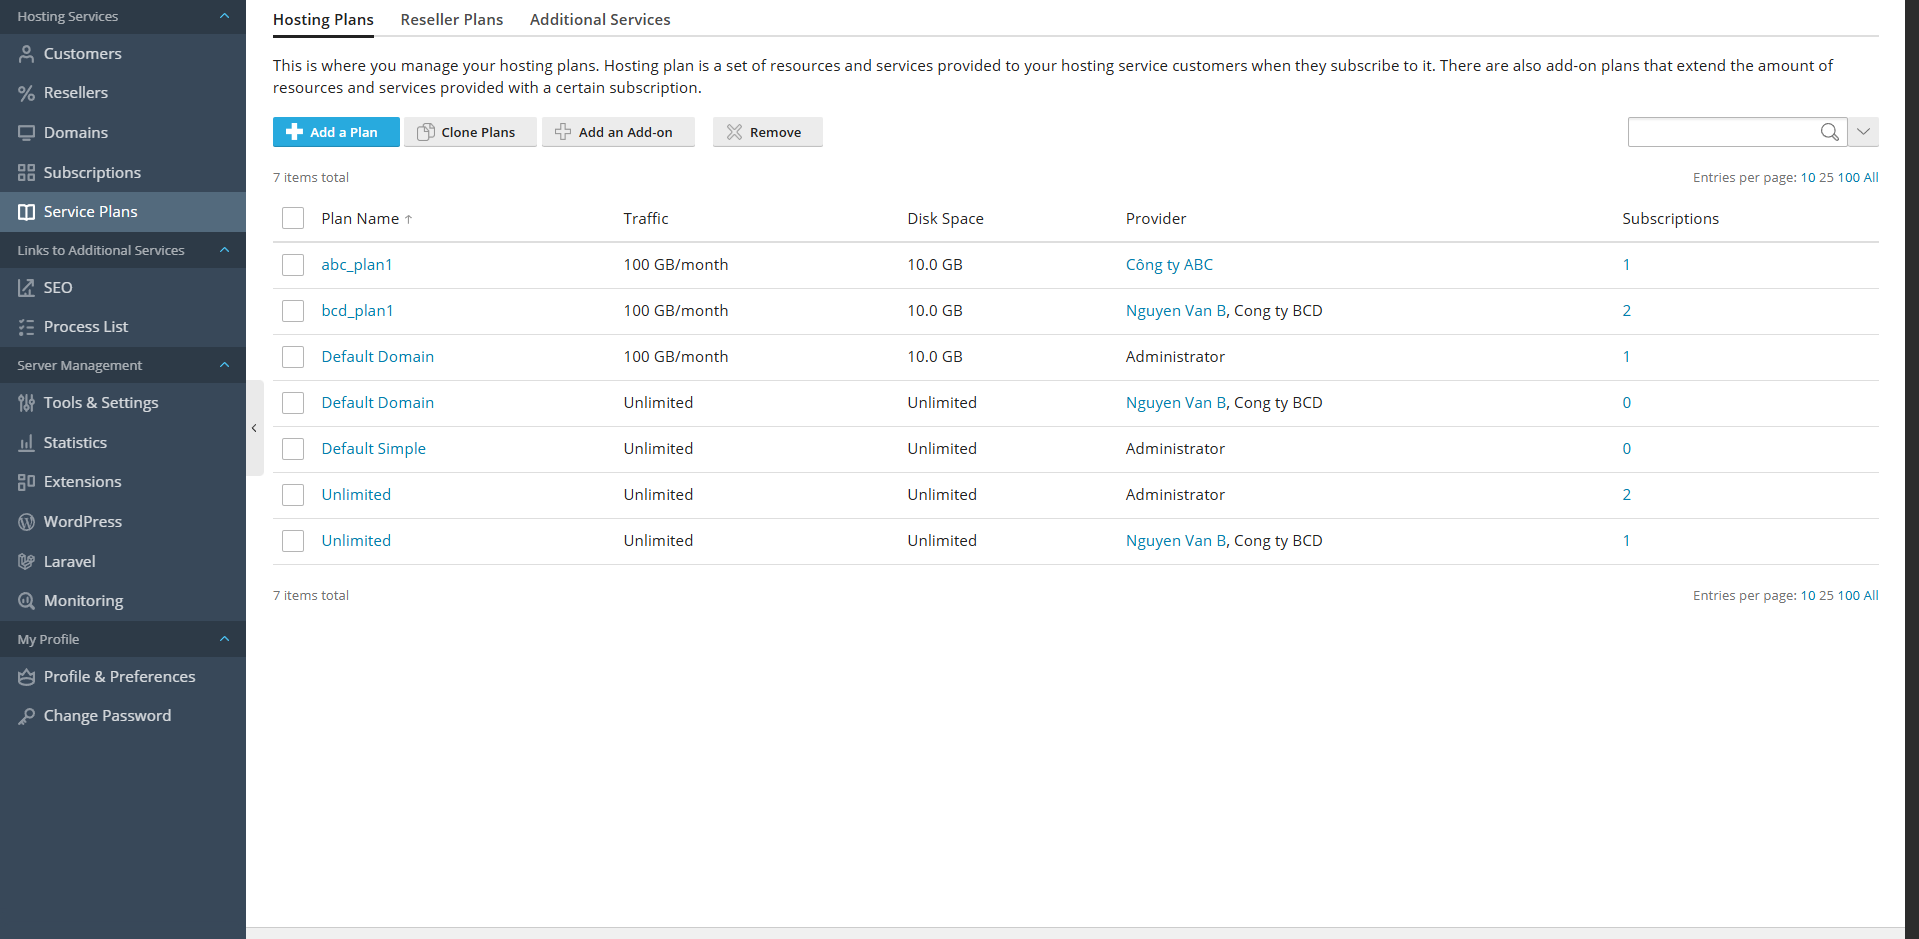 Hosting Services
Customers
Resellers
Domains
Subscriptions
Service Plans
Links to Additional Services
SEO
Process List
Server Management
Tools & Settings
Statistics
Extensions
WordPress
Laravel
Monitoring
My Profile
Profile & Preferences
Change Password
Hosting Plans Reseller Plans Additional Services
This is where you manage your hosting plans. Hosting plan is a set of resources and services provided to your hosting service customers when they subscribe to it. There are also add-on plans that extend the amount of
resources and services provided with a certain subscription.
Add a Plan Clone Plans Add an Add-on Remove
7 items total Entries per page: 10 25 100 All
Plan Name ↑ Traffic Disk Space Provider Subscriptions
abc_plan1 100 GB/month 10.0 GB Công ty ABC 1
bcd_plan1 100 GB/month 10.0 GB Nguyen Van B, Cong ty BCD 2
Default Domain 100 GB/month 10.0 GB Administrator 1
Default Domain Unlimited Unlimited Nguyen Van B, Cong ty BCD 0
Default Simple Unlimited Unlimited Administrator 0
Unlimited Unlimited Unlimited Administrator 2
Unlimited Unlimited Unlimited Nguyen Van B, Cong ty BCD 1
7 items total Entries per page: 10 25 100 All